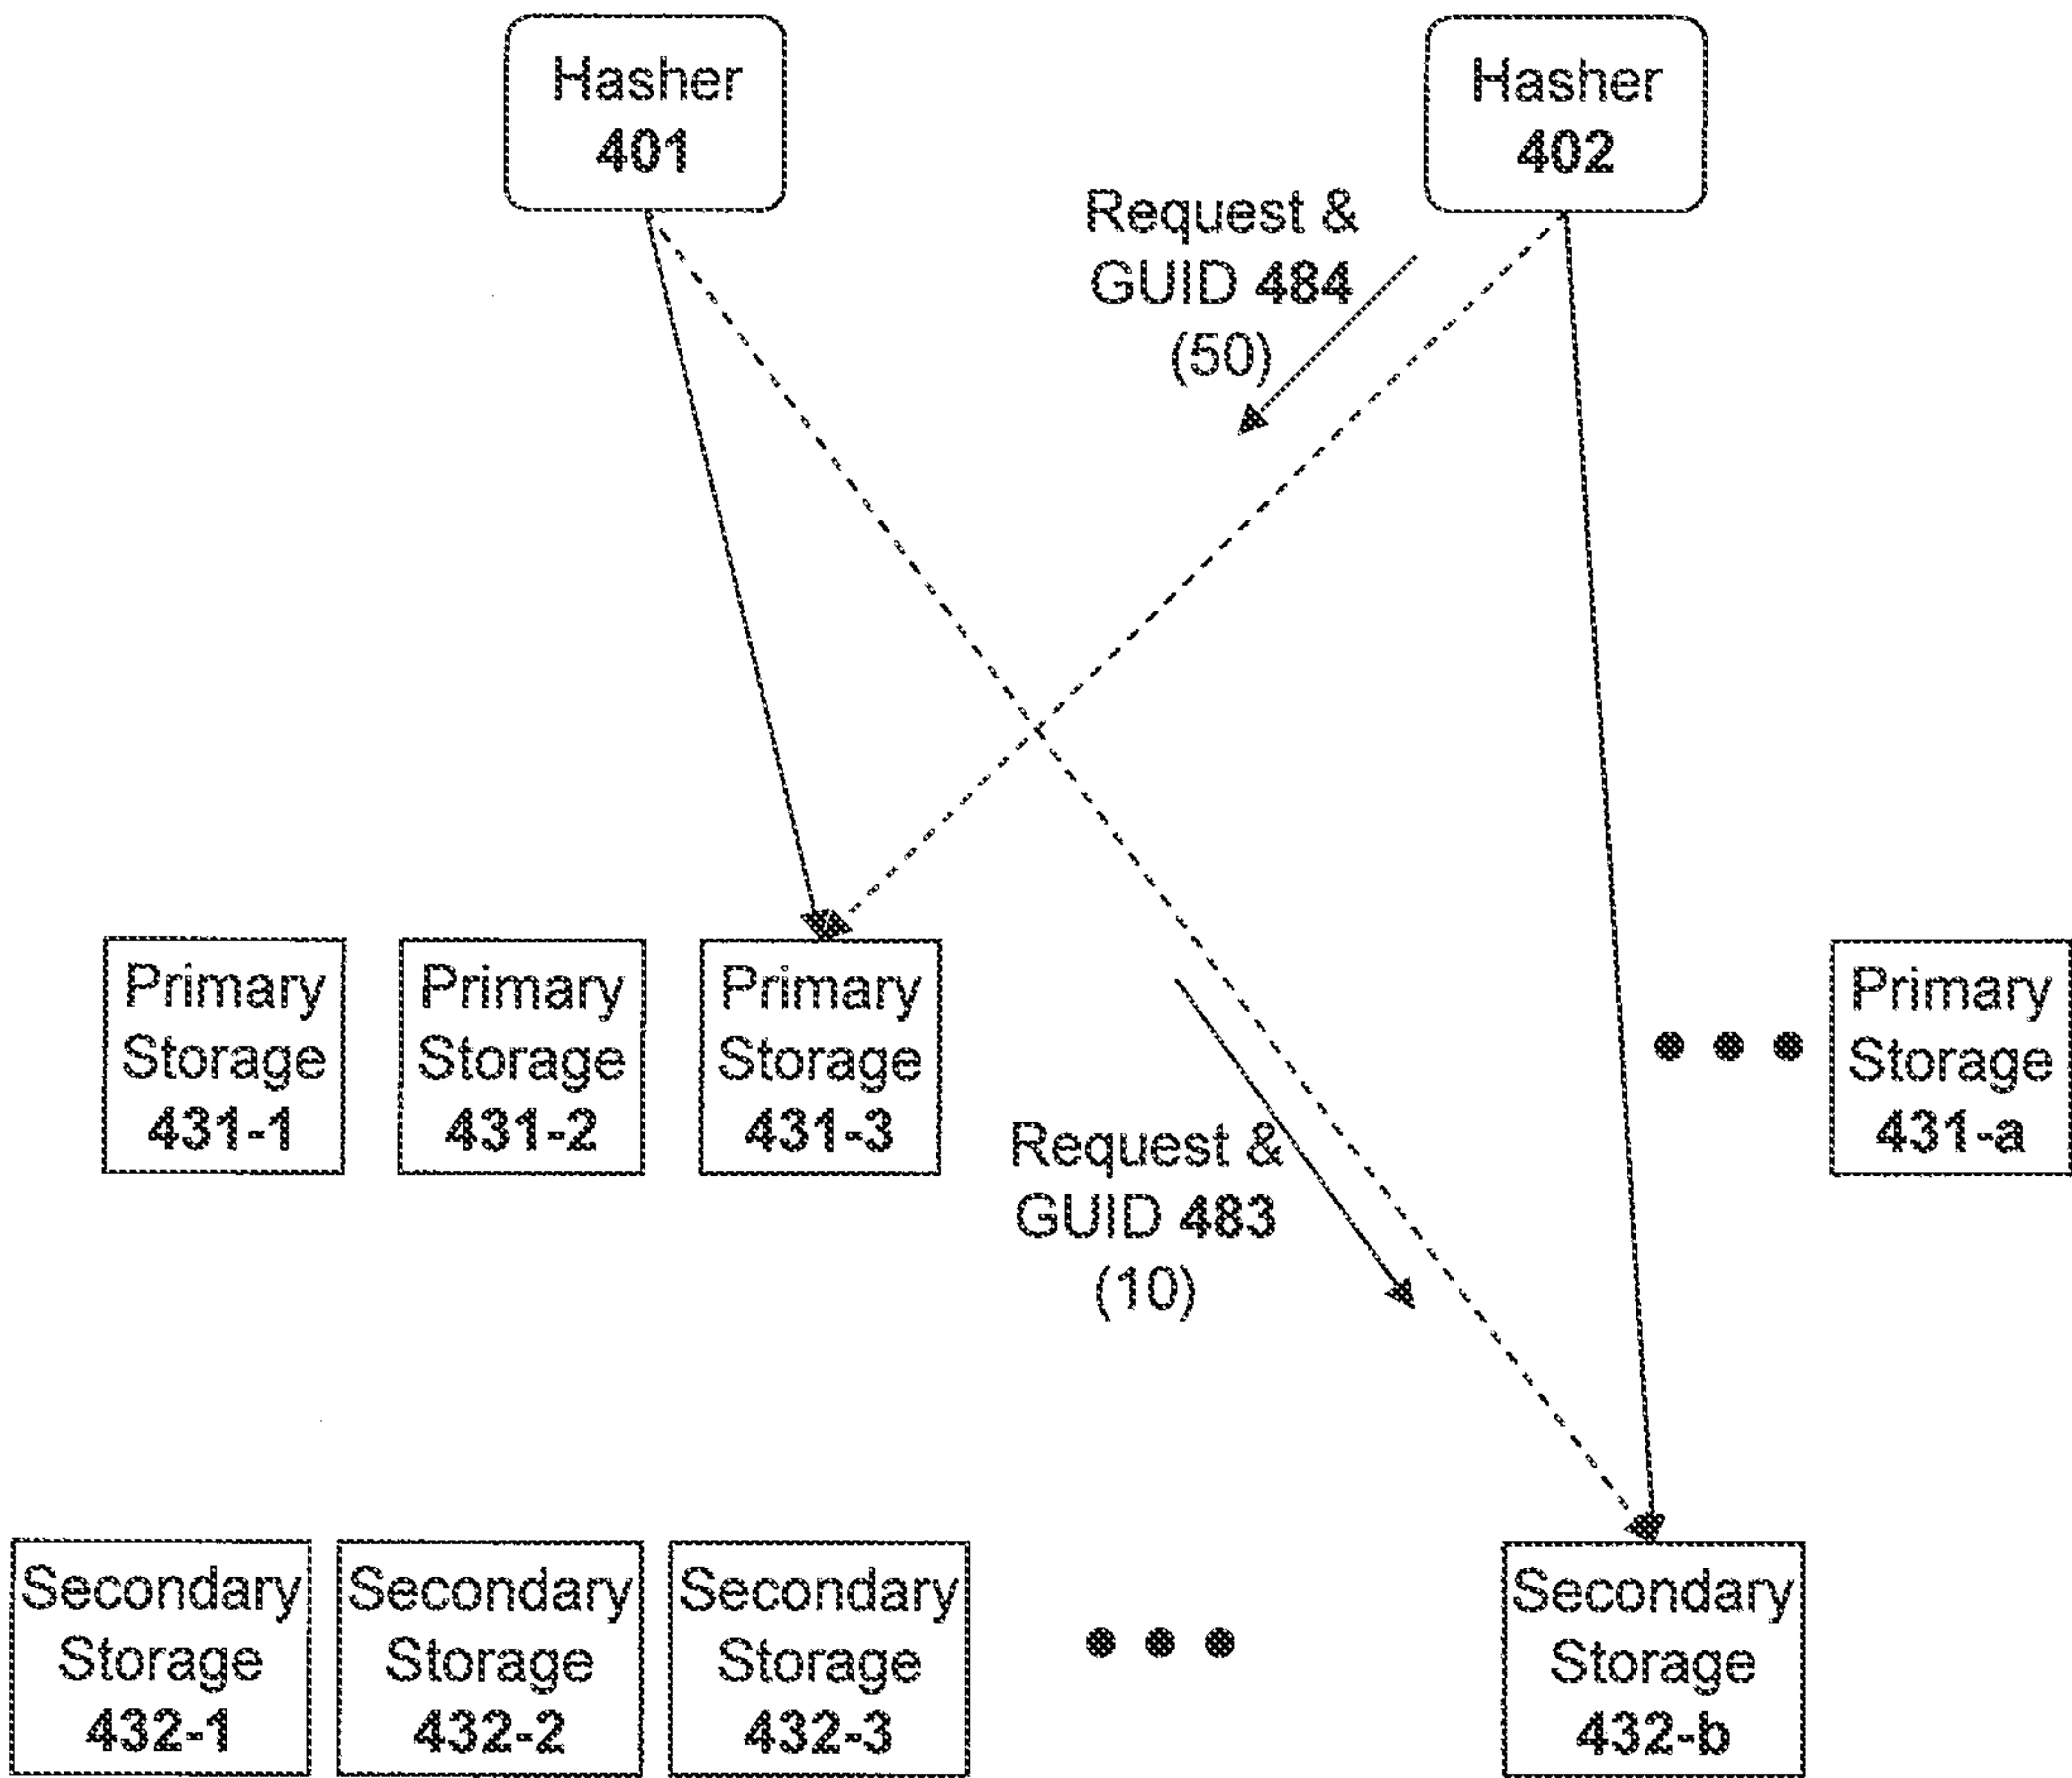 Hasher
401
Hasher
402
Request &
GUID 484
(50)
Primary
Storage
431-1
Primary
Storage
431-2
Primary
Storage
431-3
Primary
Storage
431-a
Request &
GUID 483
(10)
Secondary
Storage
432-1
Secondary
Storage
432-2
Secondary
Storage
432-3
Secondary
Storage
432-b